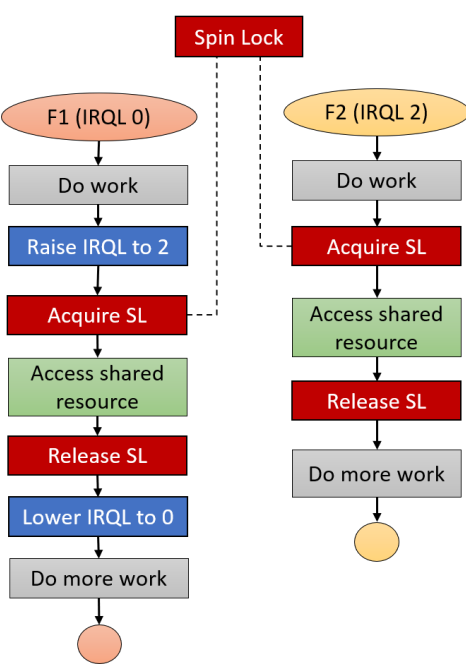 Spin Lock
F1 (IRQL 0)
Do work
Raise IRQL to 2
Acquire SL
Access shared
resource
Release SL
Lower IRQL to 0
Do more work
F2 (IRQL 2)
Do work
Acquire SL
Access shared
resource
Release SL
Do more work